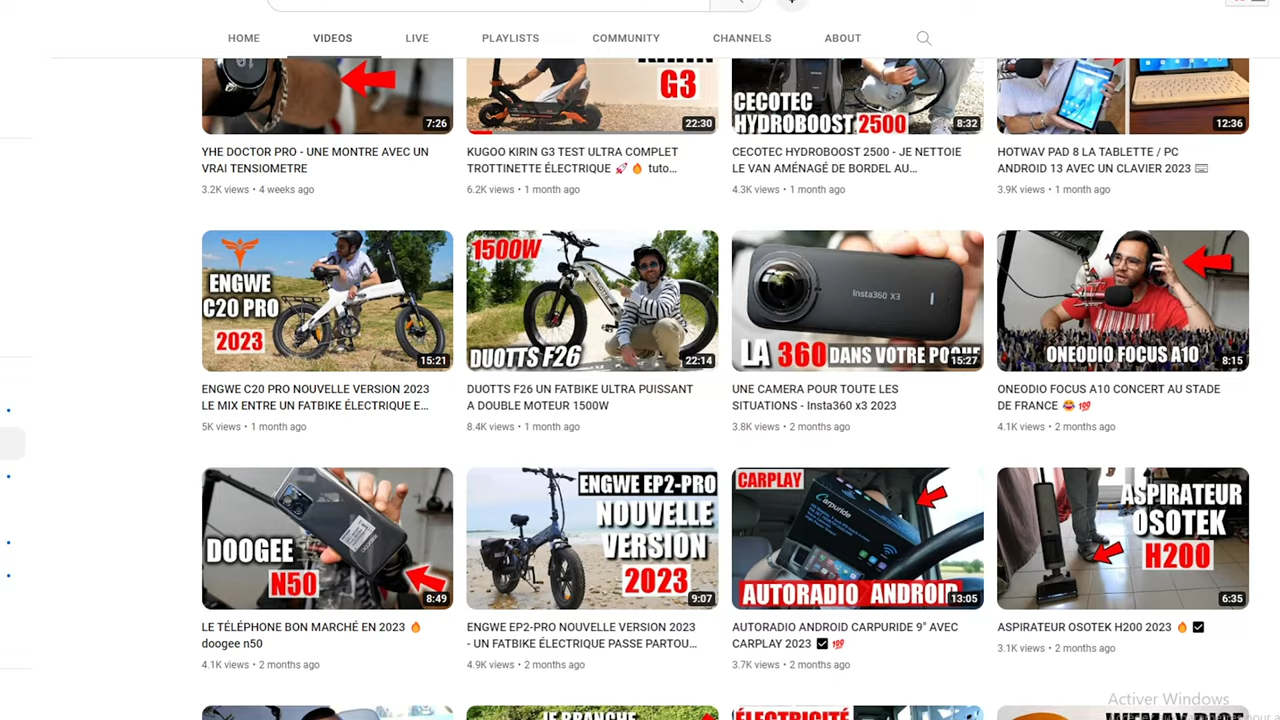 HOME VIDEOS LIVE PLAYLISTS COMMUNITY CHANNELS ABOUT
7:26
G3
22:30
CECOTEC
HYDROBOOST 2500
8:32
12:36
YHE DOCTOR PRO - UNE MONTRE AVEC UN
VRAI TENSIOMETRE
3.2K views • 4 weeks ago
KUGOO KIRIN G3 TEST ULTRA COMPLET
TROTTINETTE ÉLECTRIQUE 🚀 🔥 tuto…
6.2K views • 1 month ago
CECOTEC HYDROBOOST 2500 - JE NETTOIE
LE VAN AMÉNAGÉ DE BORDEL AU…
4.3K views • 1 month ago
HOTWAV PAD 8 LA TABLETTE / PC
ANDROID 13 AVEC UN CLAVIER 2023 ⌨
3.9K views • 1 month ago
ENGWE
C20 PRO
2023
15:21
1500W
DUOTTS F26
22:14
Insta360 X3
LA 360 DANS VOTRE POCHE
15:27
ONEODIO FOCUS A10
8:15
ENGWE C20 PRO NOUVELLE VERSION 2023
LE MIX ENTRE UN FATBIKE ÉLECTRIQUE E…
5K views • 1 month ago
DUOTTS F26 UN FATBIKE ULTRA PUISSANT
A DOUBLE MOTEUR 1500W
8.4K views • 1 month ago
UNE CAMERA POUR TOUTE LES
SITUATIONS - Insta360 x3 2023
3.8K views • 2 months ago
ONEODIO FOCUS A10 CONCERT AU STADE
DE FRANCE 😂 💯
4.1K views • 2 months ago
DOOGEE
N50
8:49
ENGWE EP2-PRO
NOUVELLE
VERSION
2023
9:07
CARPLAY
Carpuride
AUTORADIO ANDROID
13:05
ASPIRATEUR
OSOTEK
H200
6:35
LE TÉLÉPHONE BON MARCHÉ EN 2023 🔥
doogee n50
4.1K views • 2 months ago
ENGWE EP2-PRO NOUVELLE VERSION 2023
- UN FATBIKE ÉLECTRIQUE PASSE PARTOU…
4.9K views • 2 months ago
AUTORADIO ANDROID CARPURIDE 9" AVEC
CARPLAY 2023 ☑ 💯
3.7K views • 2 months ago
ASPIRATEUR OSOTEK H200 2023 🔥 ☑
3.1K views • 2 months ago
JE BRANCHE
ÉLECTRICITÉ
Activer Windows